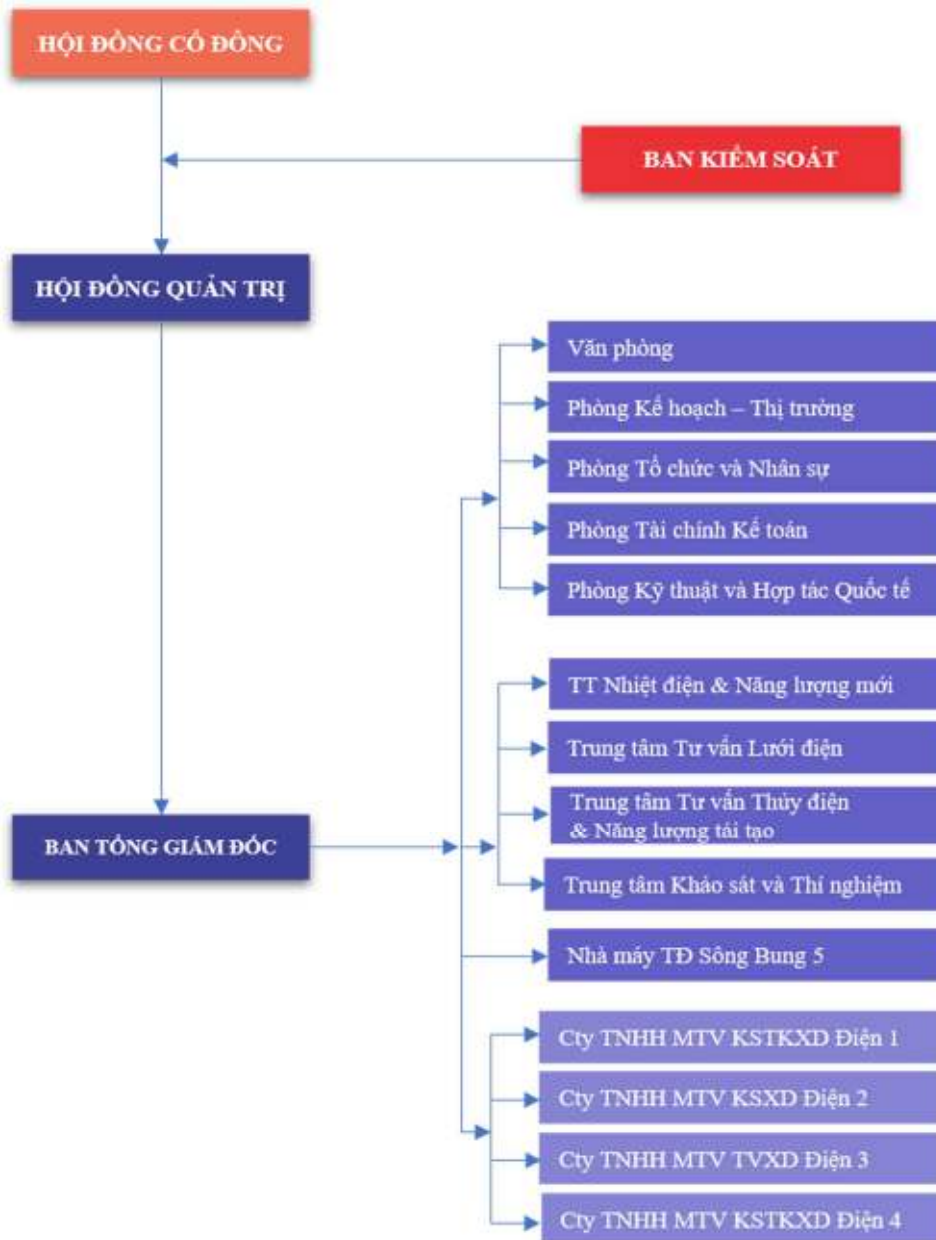 HỘI ĐỒNG CỔ ĐÔNG
BAN KIỂM SOÁT
HỘI ĐỒNG QUẢN TRỊ
Văn phòng
Phòng Kế hoạch – Thị trường
Phòng Tổ chức và Nhân sự
Phòng Tài chính Kế toán
Phòng Kỹ thuật và Hợp tác Quốc tế
TT Nhiệt điện & Năng lượng mới
Trung tâm Tư vấn Lưới điện
Trung tâm Tư vấn Thủy điện
& Năng lượng tái tạo
BAN TỔNG GIÁM ĐỐC
Trung tâm Khảo sát và Thí nghiệm
Nhà máy TĐ Sông Bung 5
Cty TNHH MTV KSTKXD Điện 1
Cty TNHH MTV KSXD Điện 2
Cty TNHH MTV TVXD Điện 3
Cty TNHH MTV KSTKXD Điện 4